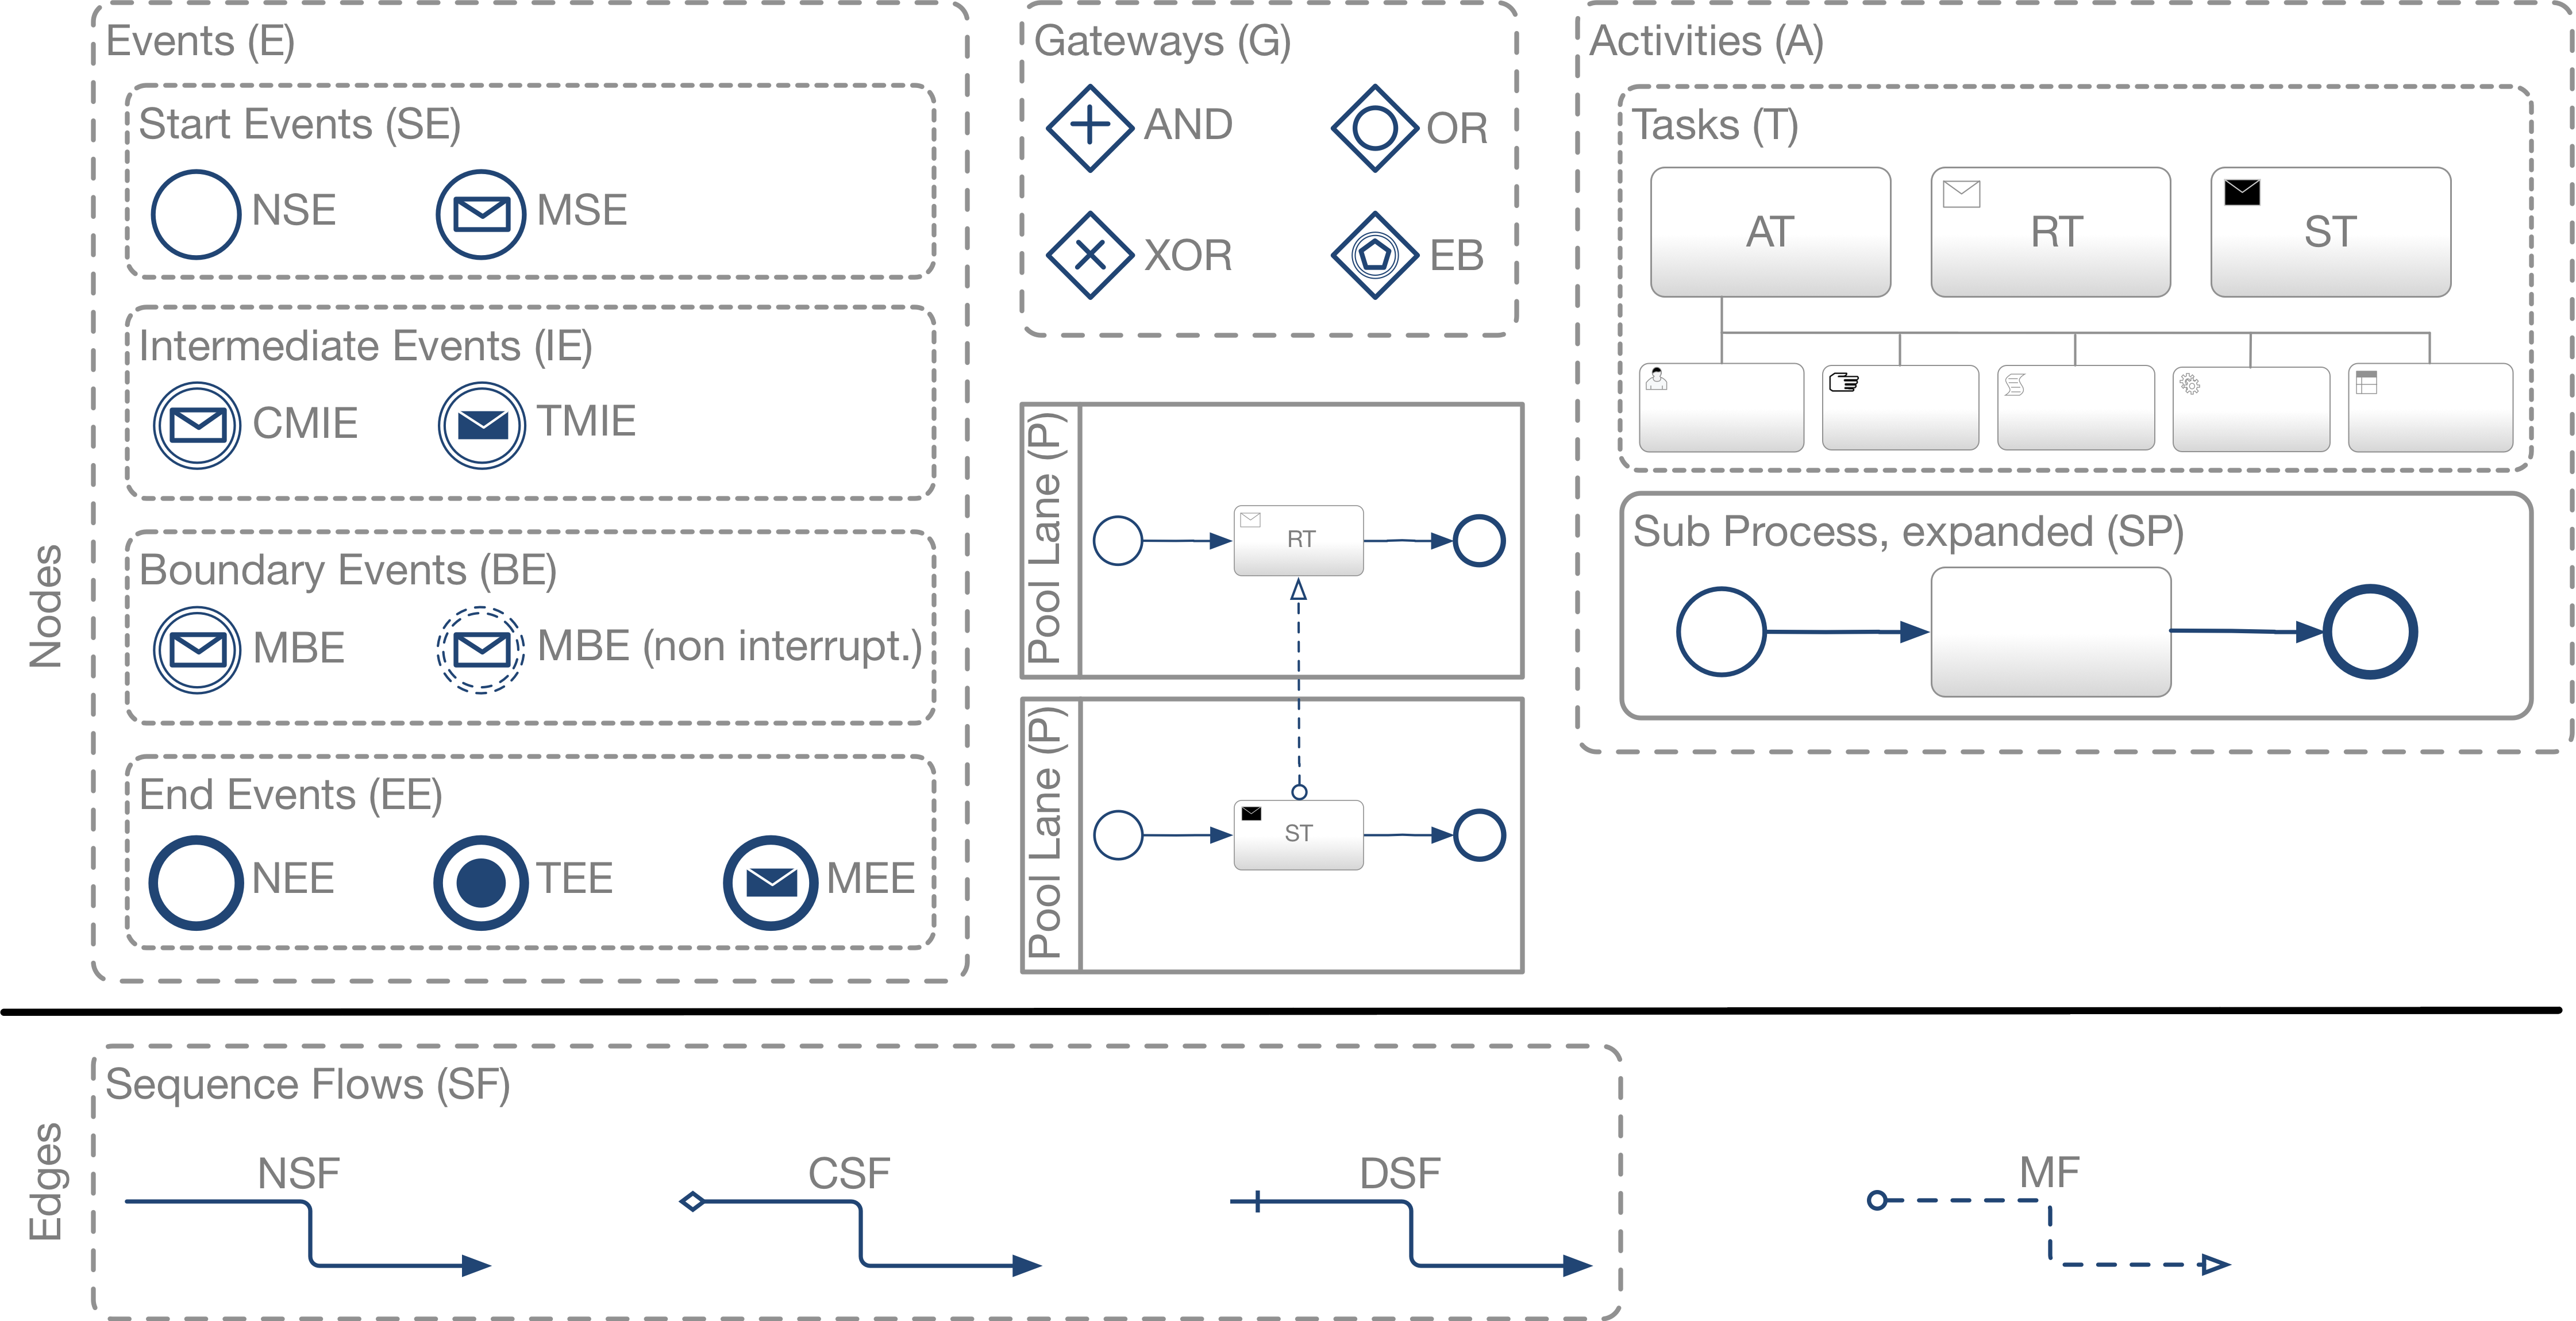 Nodes
Events (E)
Start Events (SE)
NSE
MSE
Intermediate Events (IE)
CMIE
TMIE
Boundary Events (BE)
MBE
MBE (non interrupt.)
End Events (EE)
NEE
TEE
MEE
Gateways (G)
AND
OR
XOR
EB
Pool Lane (P)
RT
Pool Lane (P)
ST
Activities (A)
Tasks (T)
AT
RT
ST
Sub Process, expanded (SP)
Edges
Sequence Flows (SF)
NSF
CSF
DSF
MF